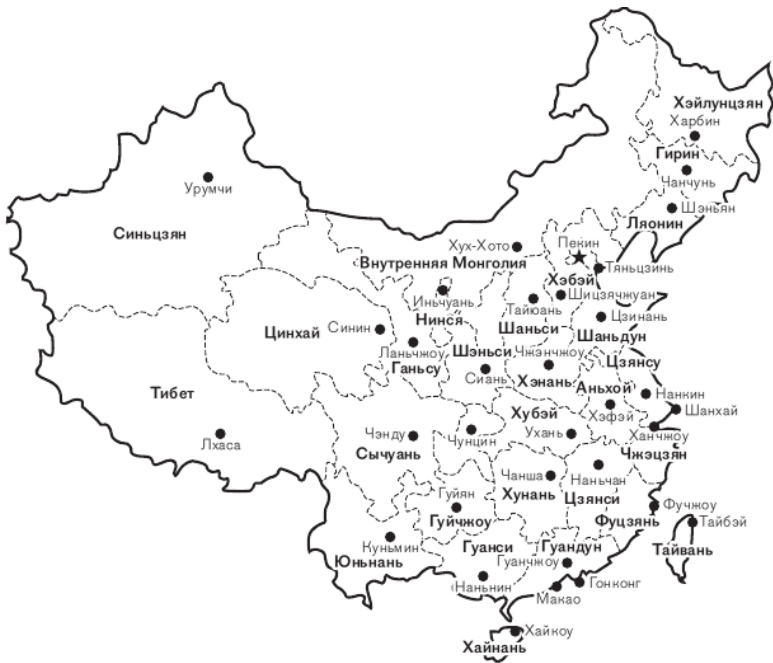 Хэйлунцзян
Харбин
Гирин
Чанчунь
Шэньян
Ляонин
Урумчи
Синьцзян
Хух-Хото
Пекин
Внутренняя Монголия
Тяньцзинь
Хэбэй
Шицзячжуан
Иньчуань
Тайюань
Цзинань
Нинся
Шаньси
Шаньдун
Цинхай
Синин
Ланьчжоу
Ганьсу
Шэньси
Чжэнчжоу
Цзянсу
Сиань
Хэнань
Аньхой
Тибет
Нанкин
Шанхай
Хубэй
Хэфэй
Лхаса
Чэнду
Чунцин
Ухань
Ханчжоу
Сычуань
Чжэцзян
Чанша
Наньчан
Хунань
Цзянси
Гуйян
Гуйчжоу
Фуцзянь
Фучжоу
Тайбэй
Куньмин
Юньнань
Гуанси
Гуандун
Гуанчжоу
Тайвань
Наньнин
Гонконг
Макао
Хайкоу
Хайнань